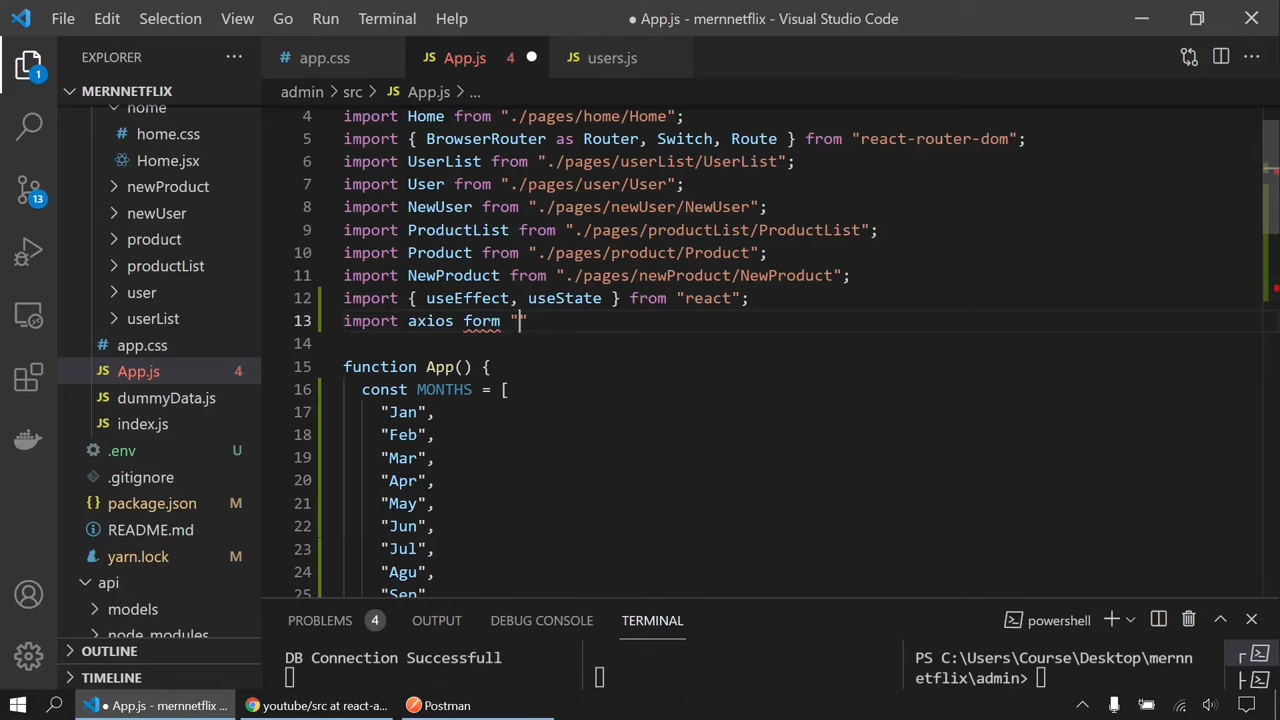 File Edit Selection View Go Run Terminal Help
● App.js - mernnetflix - Visual Studio Code
EXPLORER
# app.css
JS App.js 4
JS users.js
MERNNETFLIX
admin > src > JS App.js > ...
home
# home.css
Home.jsx
newProduct
newUser
product
productList
user
userList
# app.css
JS App.js 4
JS dummyData.js
JS index.js
.env U
.gitignore
{} package.json M
README.md
yarn.lock M
api
models
node_modules
OUTLINE
TIMELINE
1
13
4 import Home from "./pages/home/Home";
5 import { BrowserRouter as Router, Switch, Route } from "react-router-dom";
6 import UserList from "./pages/userList/UserList";
7 import User from "./pages/user/User";
8 import NewUser from "./pages/newUser/NewUser";
9 import ProductList from "./pages/productList/ProductList";
10 import Product from "./pages/product/Product";
11 import NewProduct from "./pages/newProduct/NewProduct";
12 import { useEffect, useState } from "react";
13 import axios form ""
14
15 function App() {
16 const MONTHS = [
17 "Jan",
18 "Feb",
19 "Mar",
20 "Apr",
21 "May",
22 "Jun",
23 "Jul",
24 "Agu",
25 "Sep"
PROBLEMS 4 OUTPUT DEBUG CONSOLE TERMINAL
powershell
DB Connection Successfull
PS C:\Users\Course\Desktop\mernn
etflix\admin>
● App.js - mernnetflix ...
youtube/src at react-a...
Postman